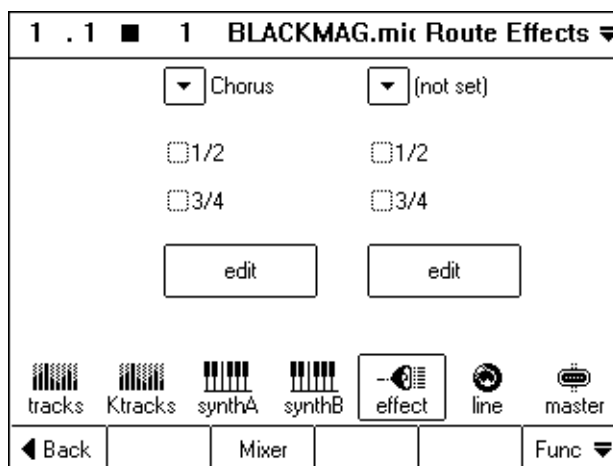 1 .1 ■ 1 BLACKMAG.mic Route Effects
Chorus (not set)
1/2 1/2
3/4 3/4
edit edit
tracks Ktracks synthA synthB effect line master
Back Mixer Func